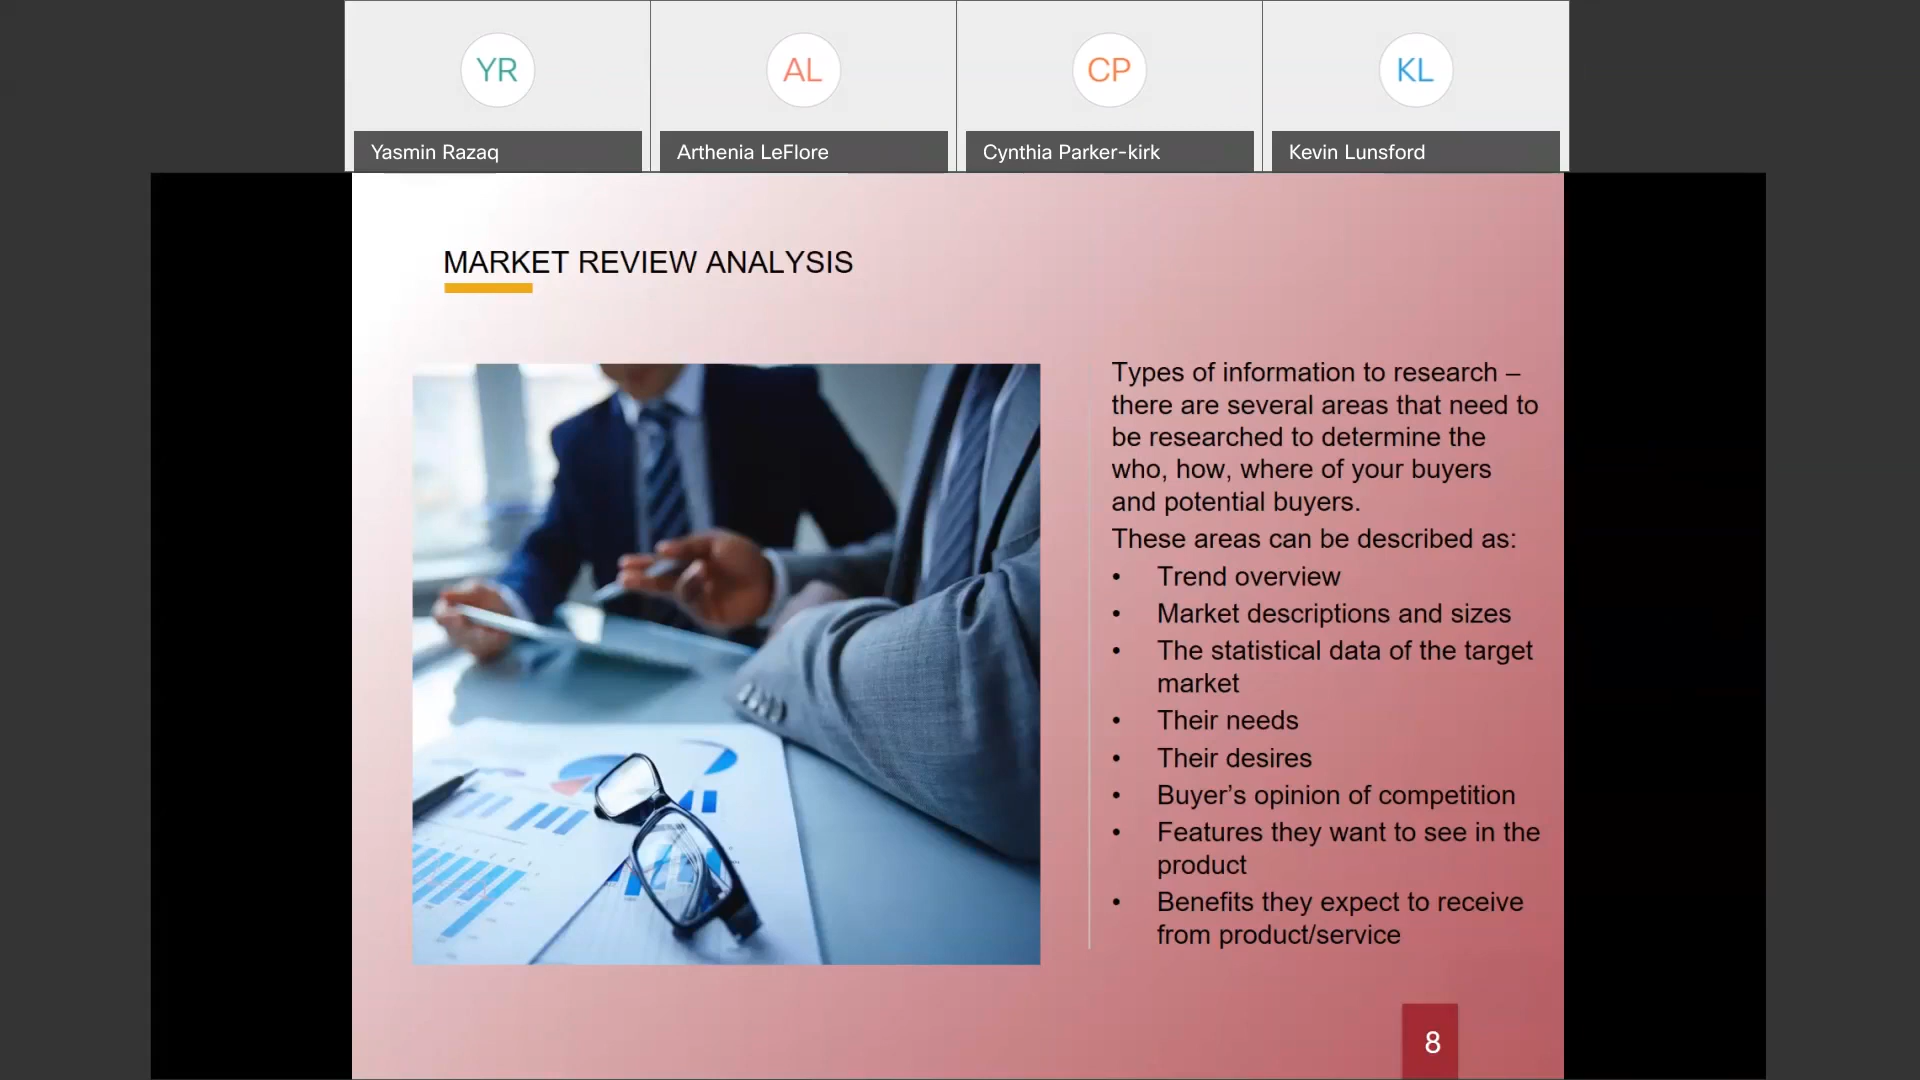 YR
AL
CP
KL
Yasmin Razaq
Arthenia LeFlore
Cynthia Parker-kirk
Kevin Lunsford
MARKET REVIEW ANALYSIS
Types of information to research –
there are several areas that need to
be researched to determine the
who, how, where of your buyers
and potential buyers.
These areas can be described as:
• Trend overview
• Market descriptions and sizes
• The statistical data of the target
market
• Their needs
• Their desires
• Buyer’s opinion of competition
• Features they want to see in the
product
• Benefits they expect to receive
from product/service
8